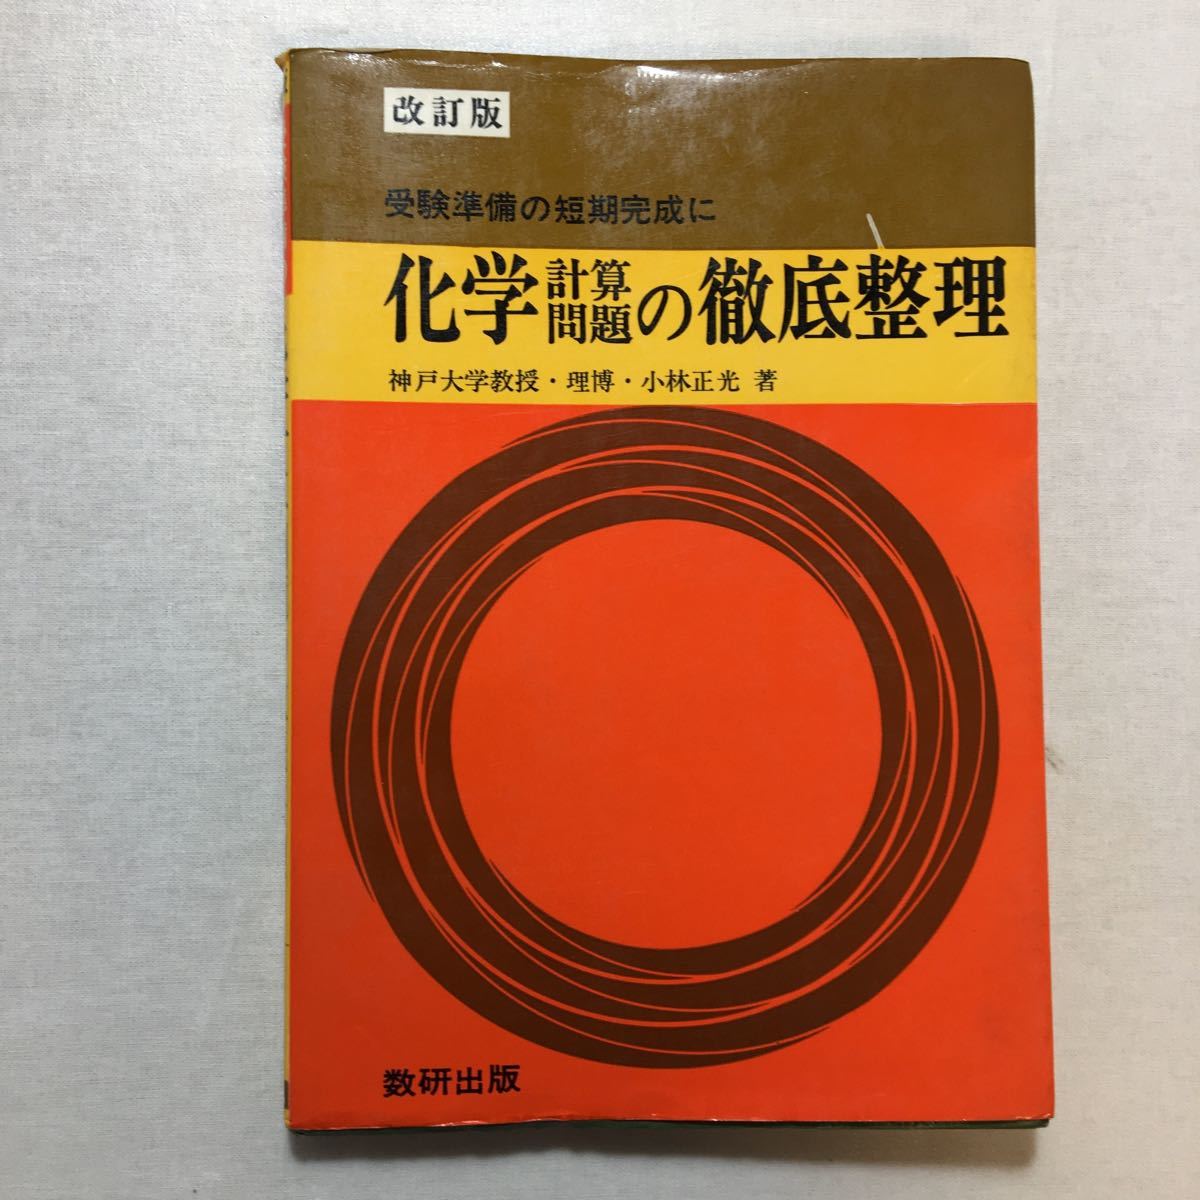 改訂版
受験準備の短期完成に
化学計算問題の徹底整理
神戸大学教授・理博・小林正光 著
数研出版